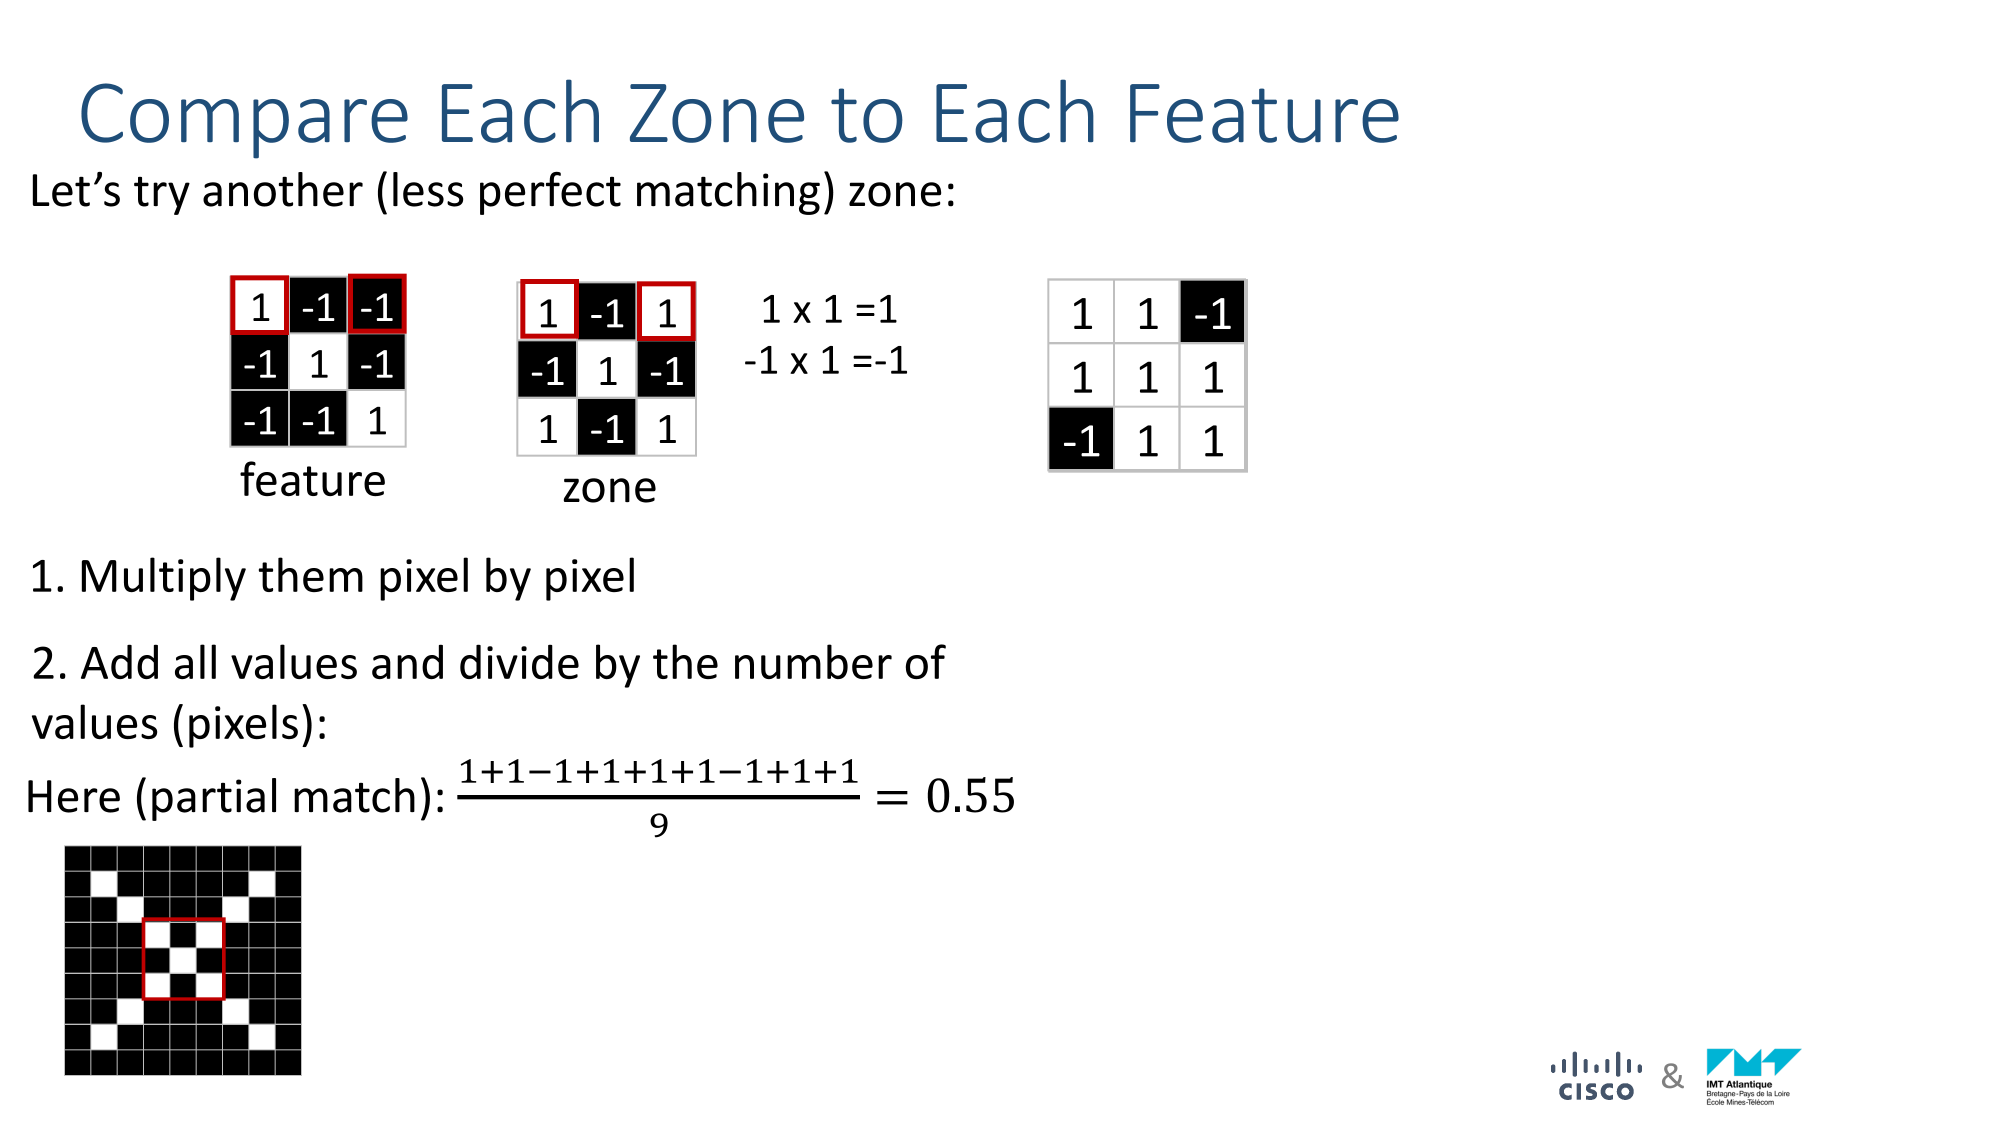 Compare Each Zone to Each Feature
Let’s try another (less perfect matching) zone:
1 -1 -1
-1 1 -1
-1 -1 1
feature
1 -1 1
-1 1 -1
1 -1 1
zone
1 x 1 =1
-1 x 1 =-1
1 1 -1
1 1 1
-1 1 1
1. Multiply them pixel by pixel
2. Add all values and divide by the number of
values (pixels):
Here (partial match): 1+1−1+1+1+1−1+1+1 / 9 = 0.55
CISCO
&
IMT Atlantique
Bretagne-Pays de la Loire
École Mines-Télécom